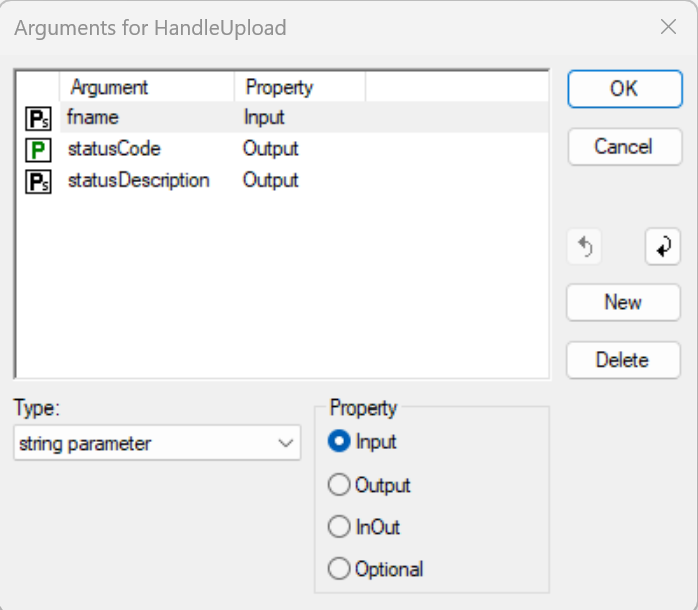 Arguments for HandleUpload
Argument Property
Ps fname Input
P statusCode Output
Ps statusDescription Output
OK
Cancel
New
Delete
Type:
string parameter
Property
Input
Output
InOut
Optional